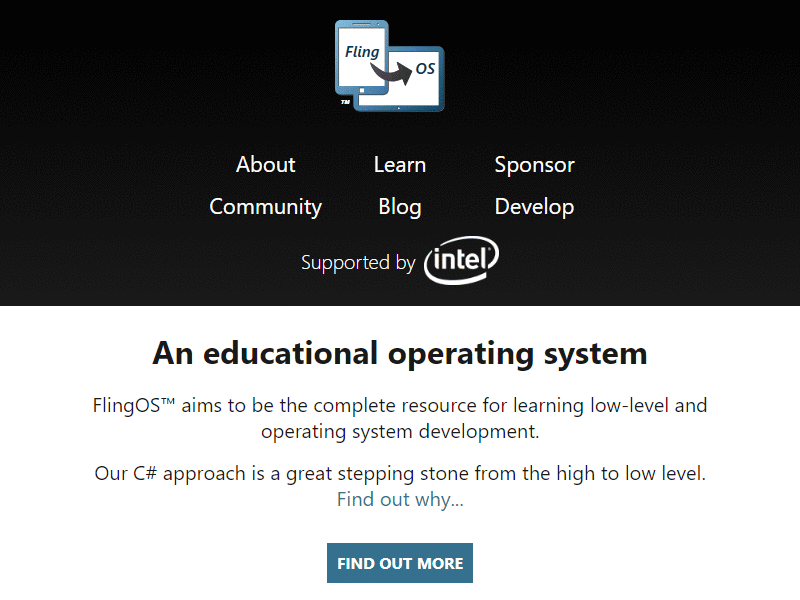 Fling
OS
TM
About Learn Sponsor
Community Blog Develop
Supported by intel
An educational operating system
FlingOS™ aims to be the complete resource for learning low-level and
operating system development.
Our C# approach is a great stepping stone from the high to low level.
Find out why...
FIND OUT MORE